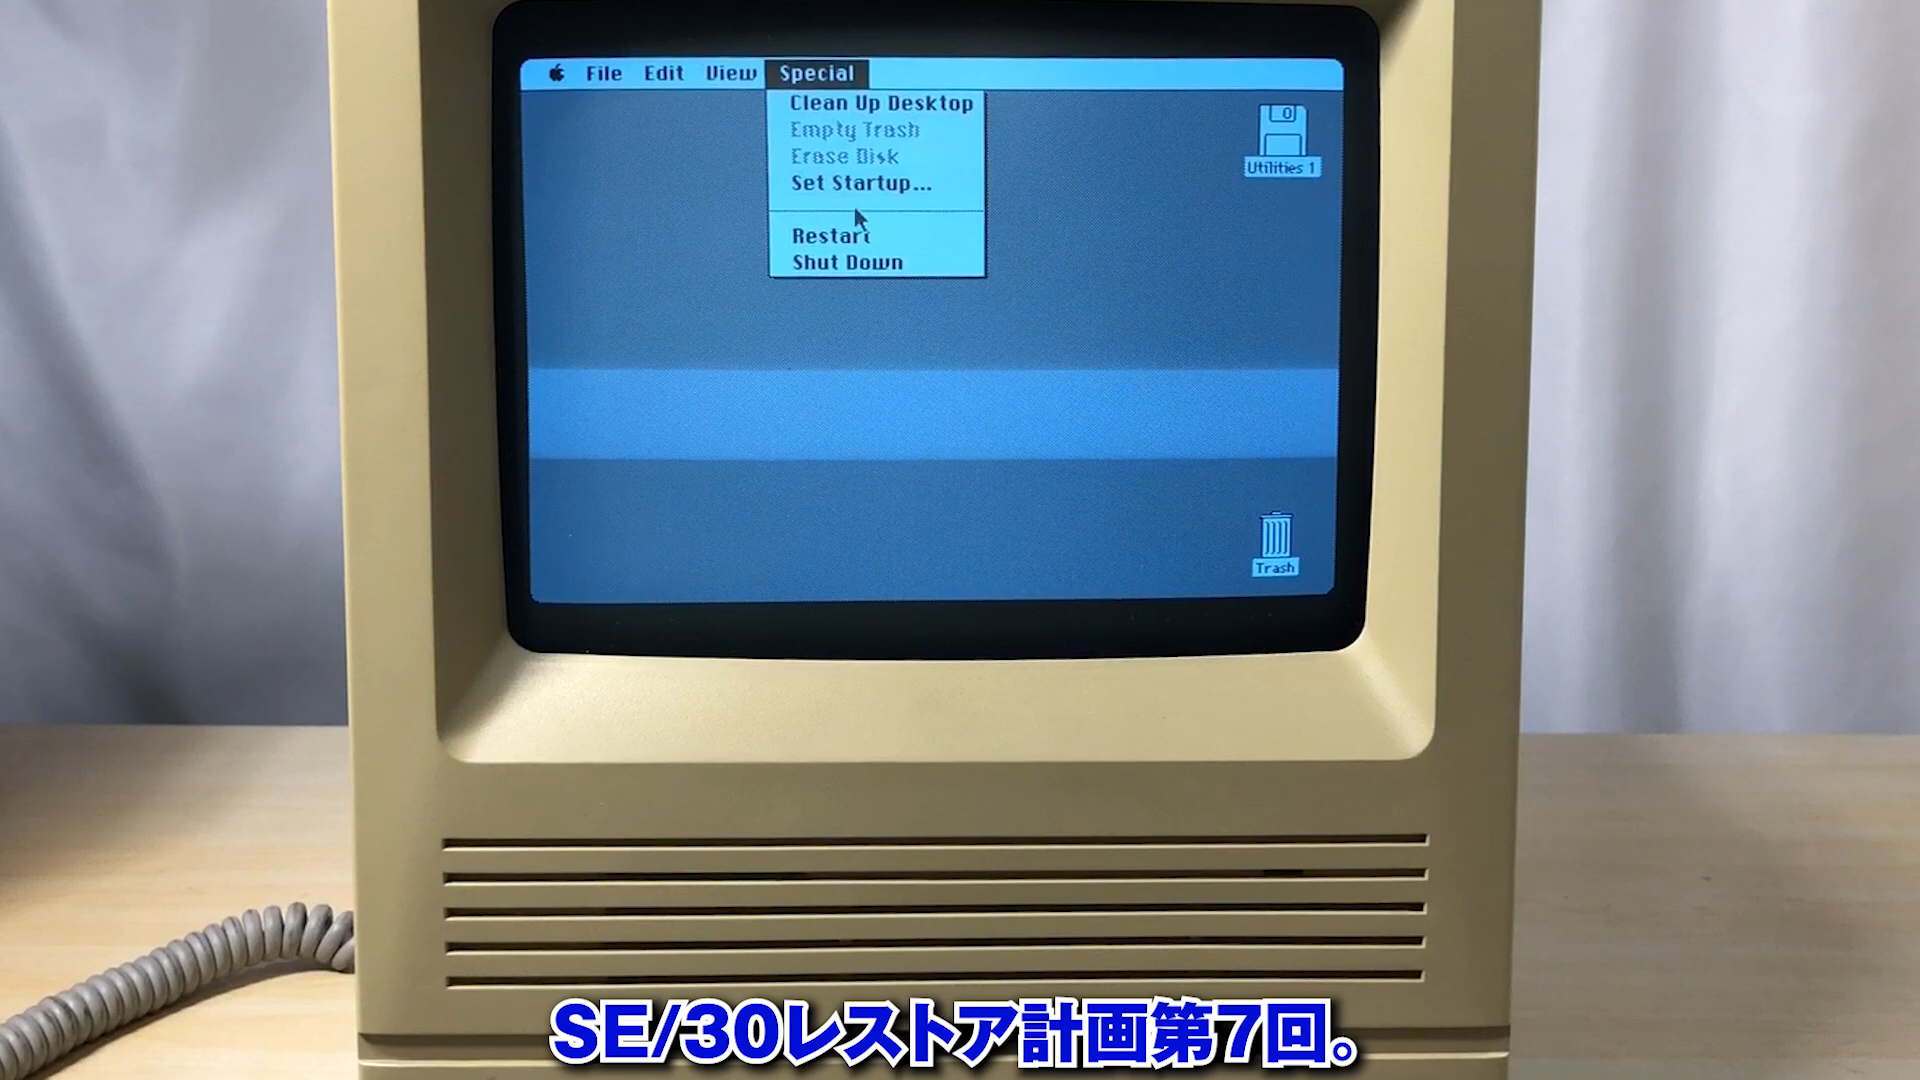 File Edit View Special
Clean Up Desktop
Empty Trash
Erase Disk
Set Startup...
Restart
Shut Down
Utilities 1
Trash
SE/30レストア計画第7回。